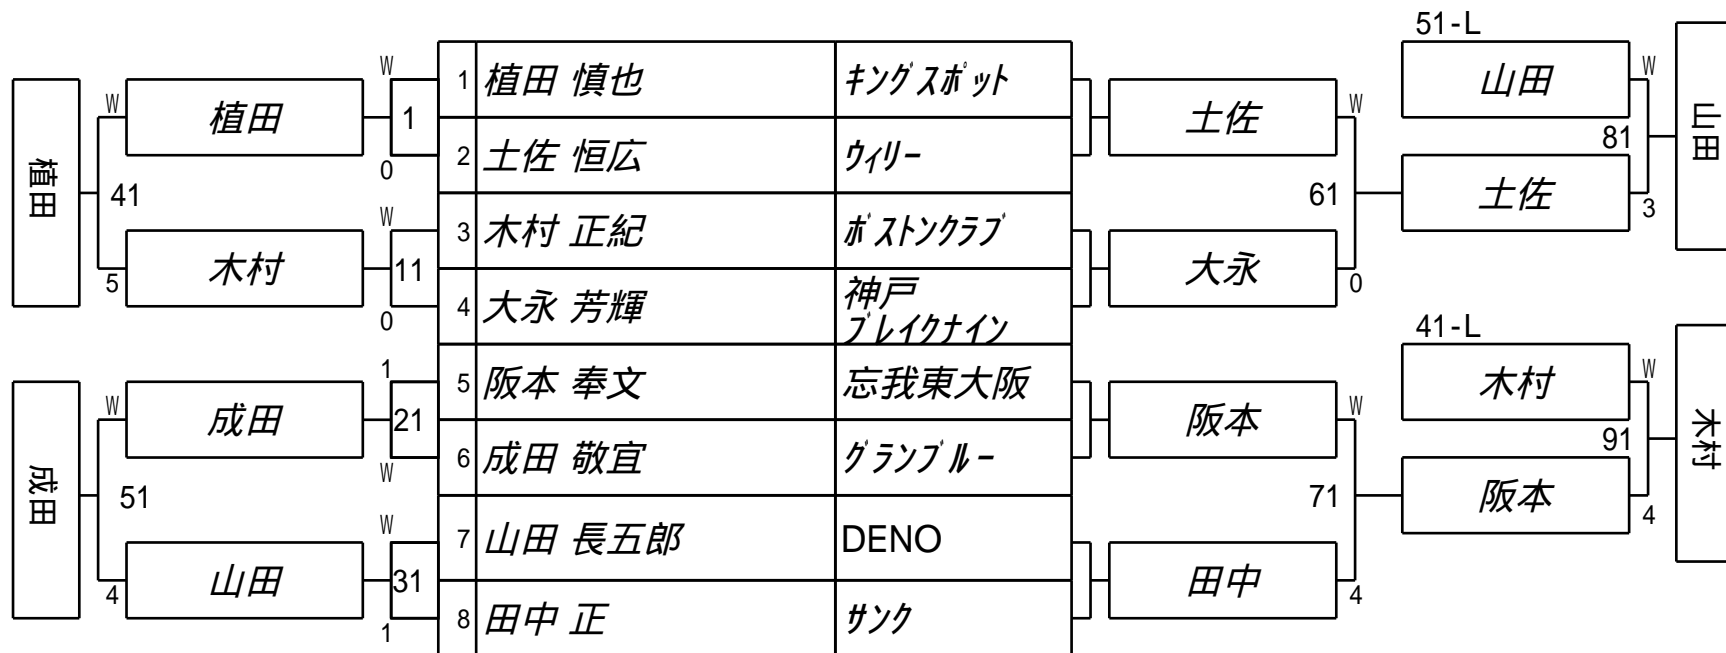 51-L
W
1 植田 慎也 キングスポット
W
植田
1
土佐
W
山田
W
山田
81
2 土佐 恒広 ウィリー
0
植田
41
61
土佐
3
W
3 木村 正紀 ボストンクラブ
5
木村
11
大永
0
4 大永 芳輝 神戸
ブレイクナイン
0
41-L
1
5 阪本 奉文 忘我東大阪
W
成田
21
阪本
W
木村
W
木村
91
6 成田 敬宜 グランブルー
W
成田
51
71
阪本
4
W
7 山田 長五郎 DENO
4
山田
31
田中
4
8 田中 正 サンク
1